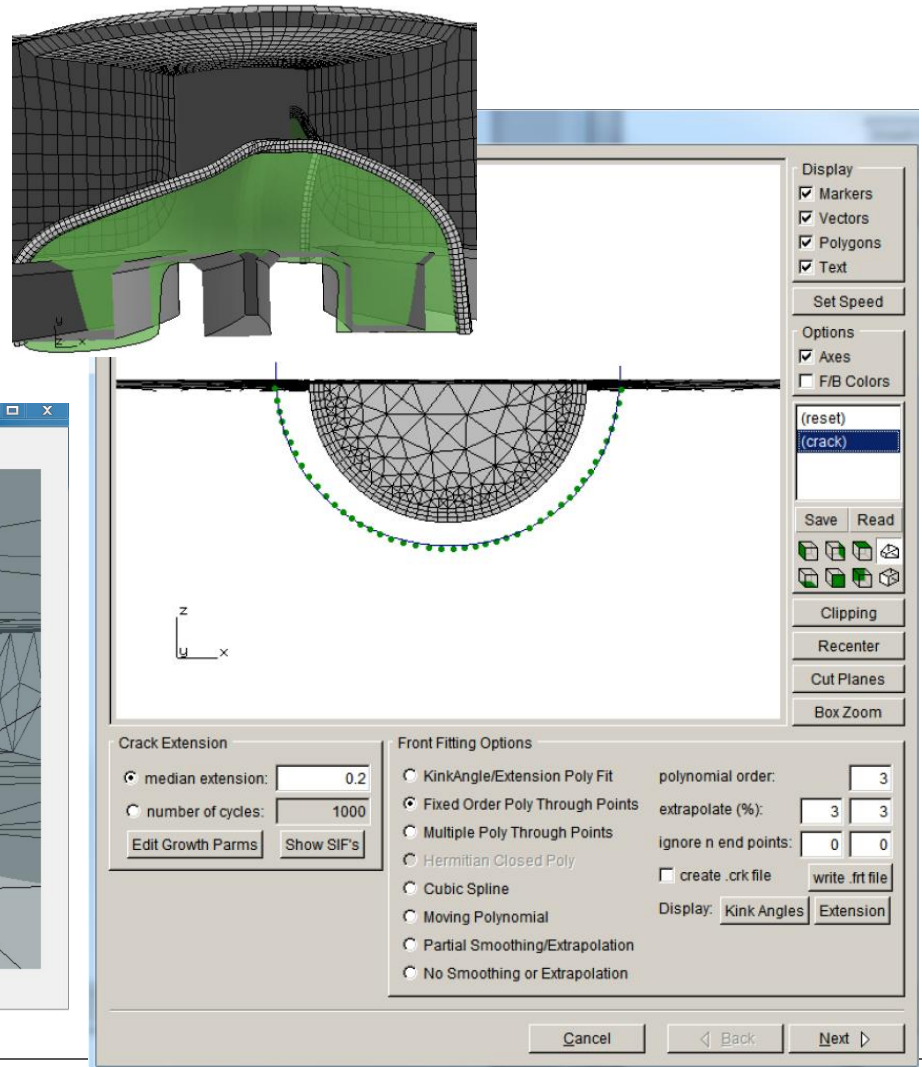 y
z x
X
Display
Markers
Vectors
Polygons
Text
Set Speed
Options
Axes
F/B Colors
(reset)
(crack)
Save Read
Clipping
Recenter
Cut Planes
Box Zoom
z
y x
Crack Extension
median extension: 0.2
number of cycles: 1000
Edit Growth Parms Show SIF's
Front Fitting Options
KinkAngle/Extension Poly Fit
Fixed Order Poly Through Points
Multiple Poly Through Points
Hermitian Closed Poly
Cubic Spline
Moving Polynomial
Partial Smoothing/Extrapolation
No Smoothing or Extrapolation
polynomial order: 3
extrapolate (%): 3 3
ignore n end points: 0 0
create .crk file write .frt file
Display: Kink Angles Extension
Cancel Back Next